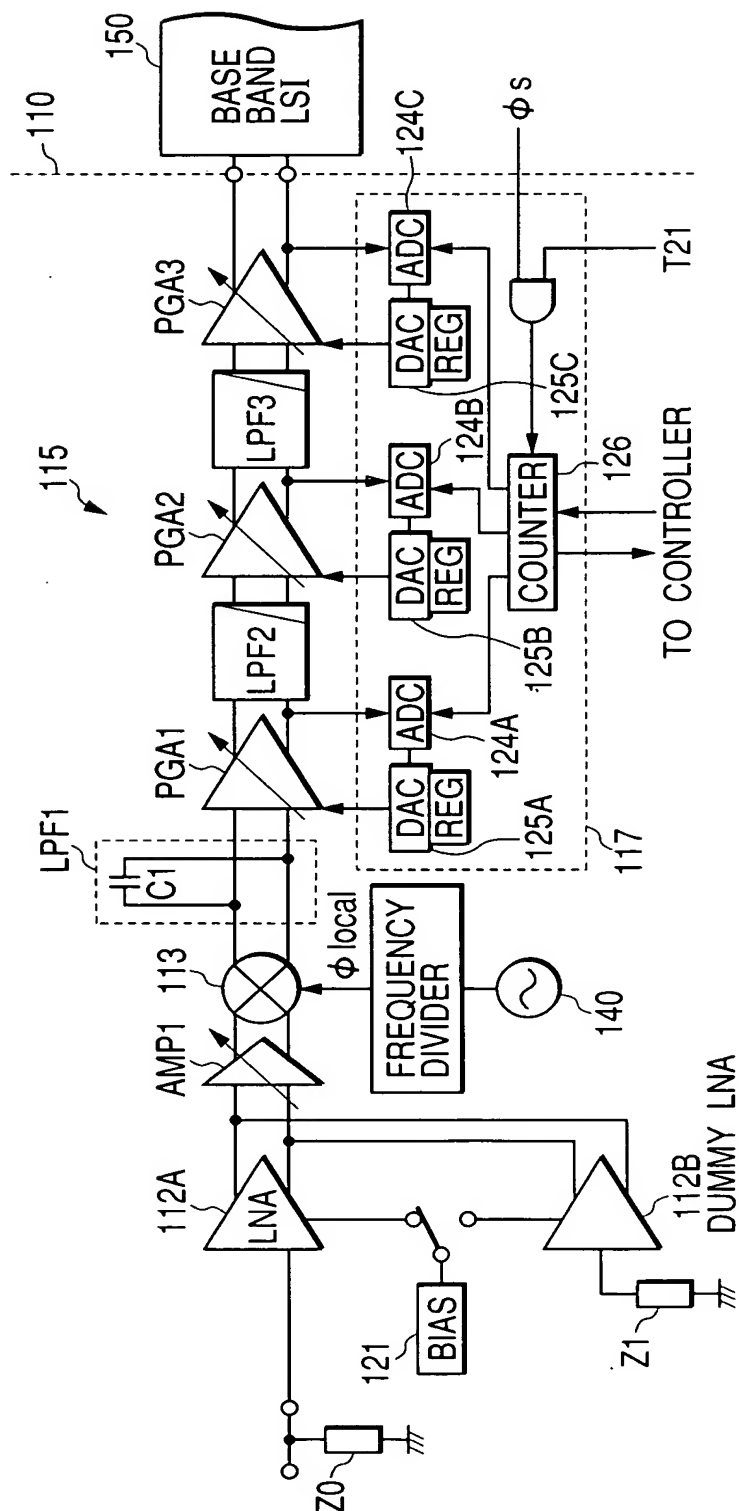 150
BASE
BAND
LSI
110
115
PGA3
LPF3
PGA2
LPF2
PGA1
LPF1
C1
113
AMP1
112A
LNA
φ local
FREQUENCY
DIVIDER
140
124C
ADC
DAC
REG
125C
124B
ADC
DAC
REG
125B
ADC
124A
DAC
REG
125A
117
φ s
T21
COUNTER
126
TO CONTROLLER
121
BIAS
112B
DUMMY LNA
Z0
Z1